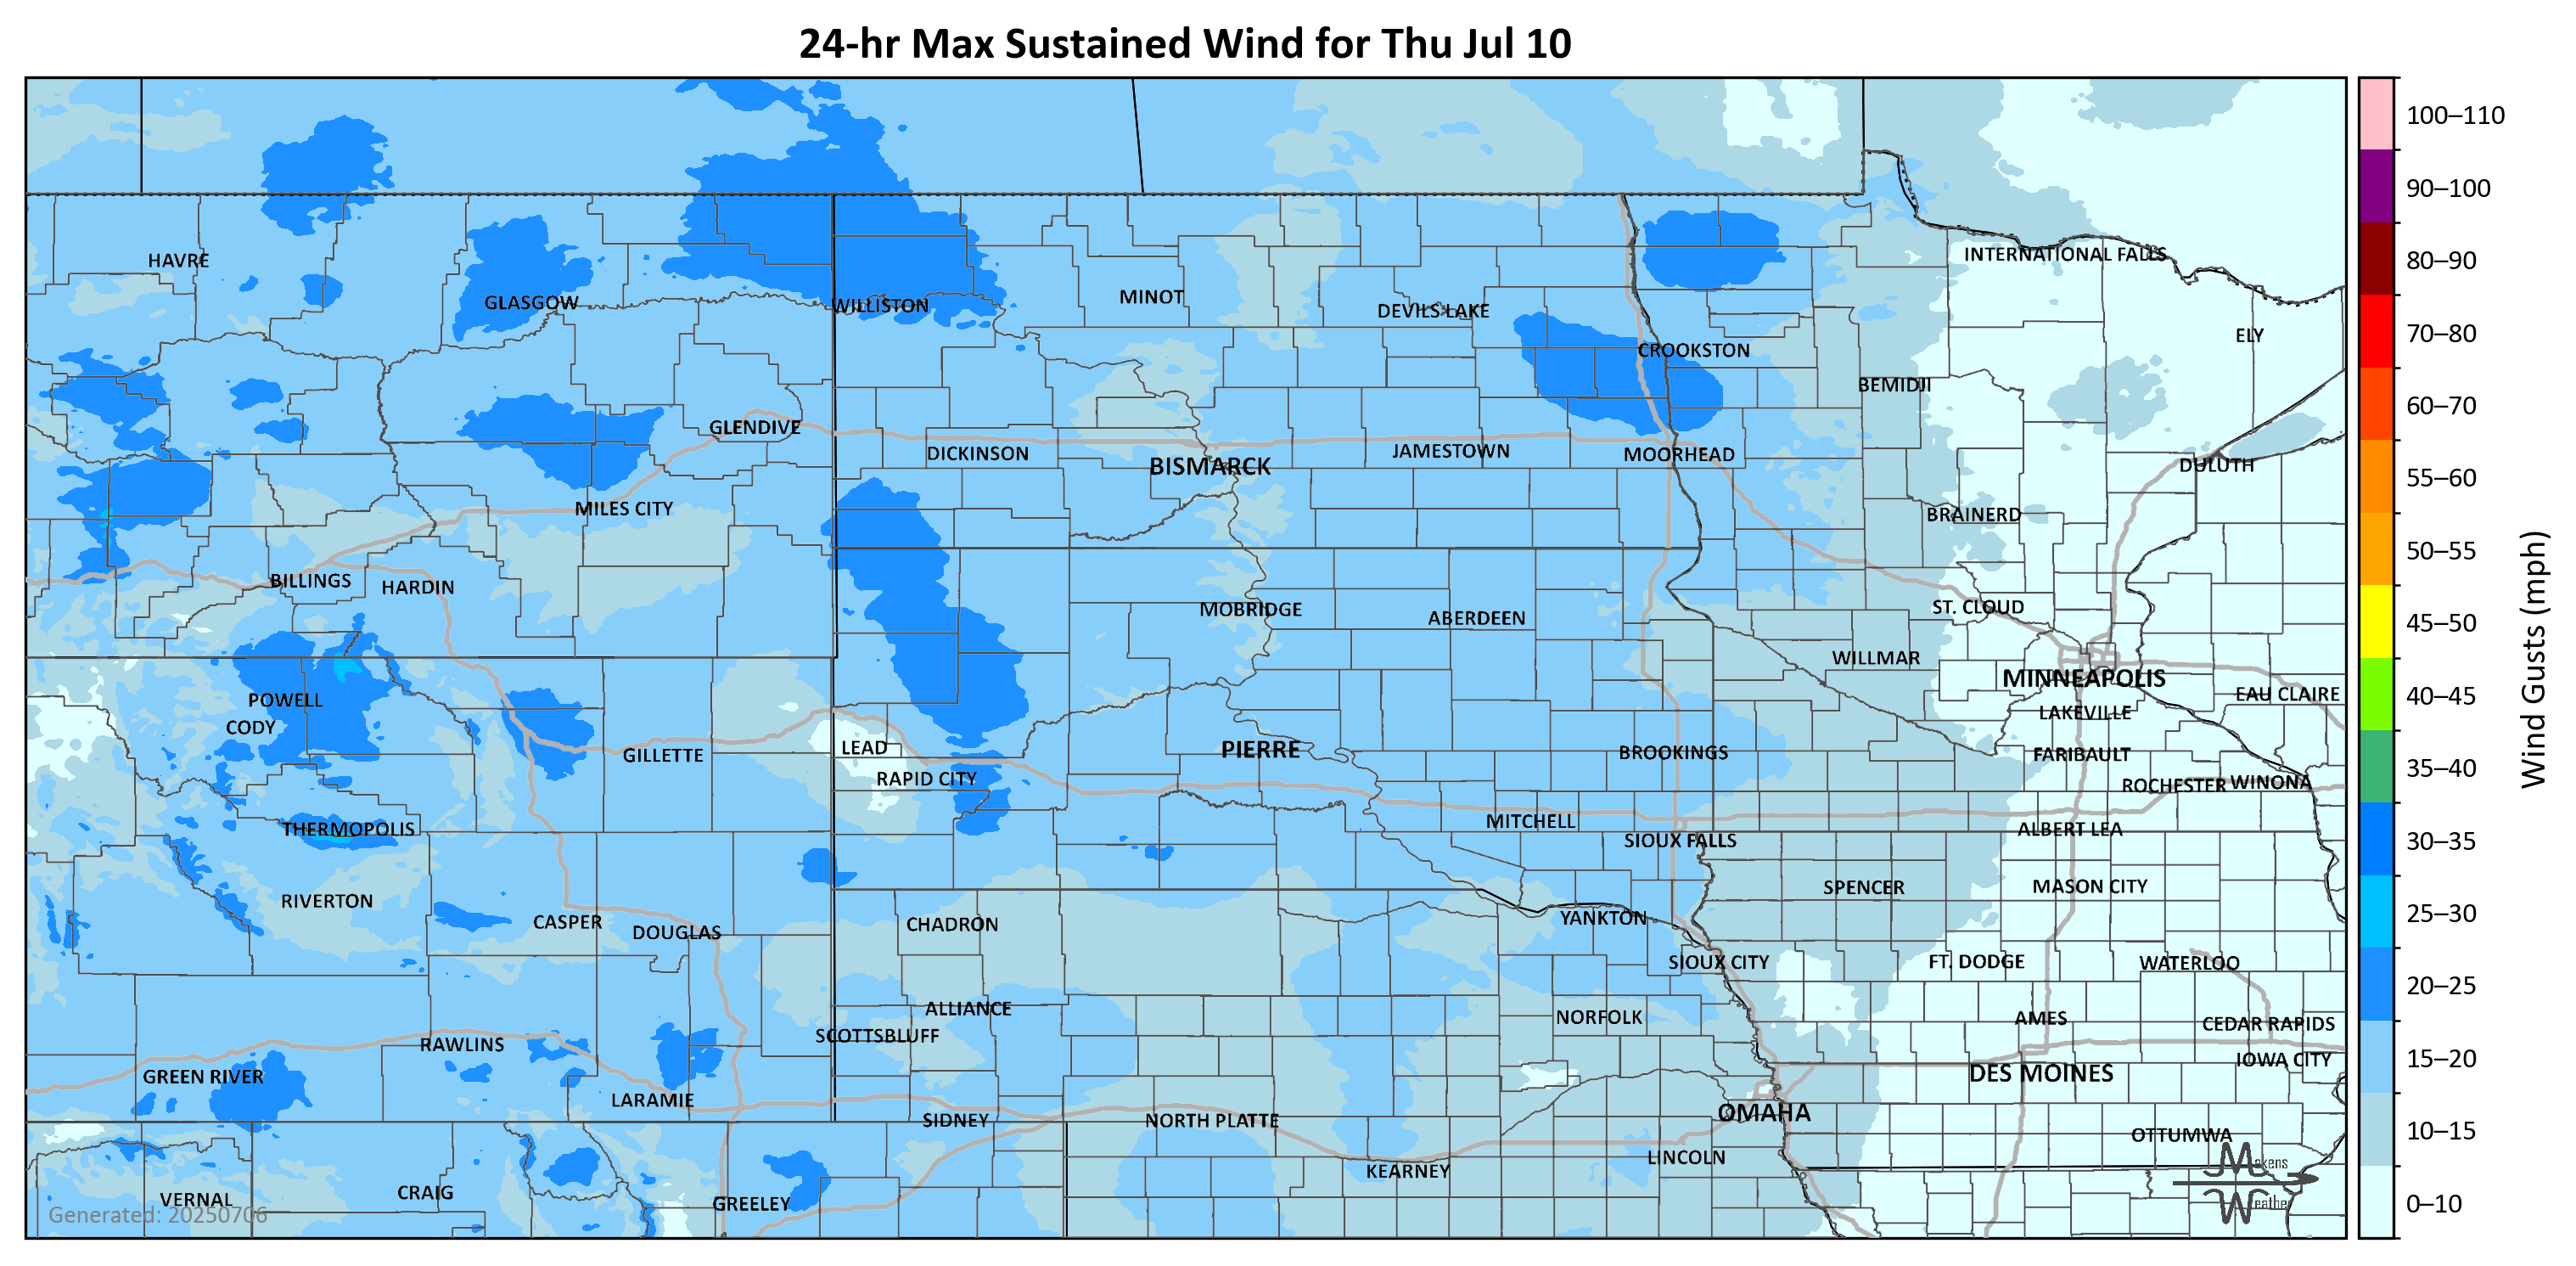 24-hr Max Sustained Wind for Thu Jul 10
100–110
90–100
INTERNATIONAL FALLS
HAVRE
80–90
MINOT
GLASGOW
WILLISTON
DEVILS LAKE
70–80
ELY
CROOKSTON
BEMIDJI
60–70
GLENDIVE
DICKINSON
JAMESTOWN
MOORHEAD
BISMARCK
DULUTH
55–60
MILES CITY
BRAINERD
50–55
BILLINGS
HARDIN
MOBRIDGE
ABERDEEN
ST. CLOUD
45–50
WILLMAR
MINNEAPOLIS
EAU CLAIRE
40–45
POWELL
LAKEVILLE
CODY
LEAD
PIERRE
BROOKINGS
GILLETTE
FARIBAULT
Wind Gusts (mph)
35–40
RAPID CITY
ROCHESTER
WINONA
THERMOPOLIS
MITCHELL
ALBERT LEA
SIOUX FALLS
30–35
SPENCER
MASON CITY
RIVERTON
25–30
CASPER
DOUGLAS
CHADRON
YANKTON
SIOUX CITY
FT. DODGE
WATERLOO
20–25
ALLIANCE
NORFOLK
AMES
CEDAR RAPIDS
SCOTTSBLUFF
RAWLINS
IOWA CITY
15–20
GREEN RIVER
DES MOINES
LARAMIE
OMAHA
SIDNEY
NORTH PLATTE
OTTUMWA
10–15
LINCOLN
KEARNEY
Makens
Weather
VERNAL
CRAIG
GREELEY
0–10
Generated: 20250706